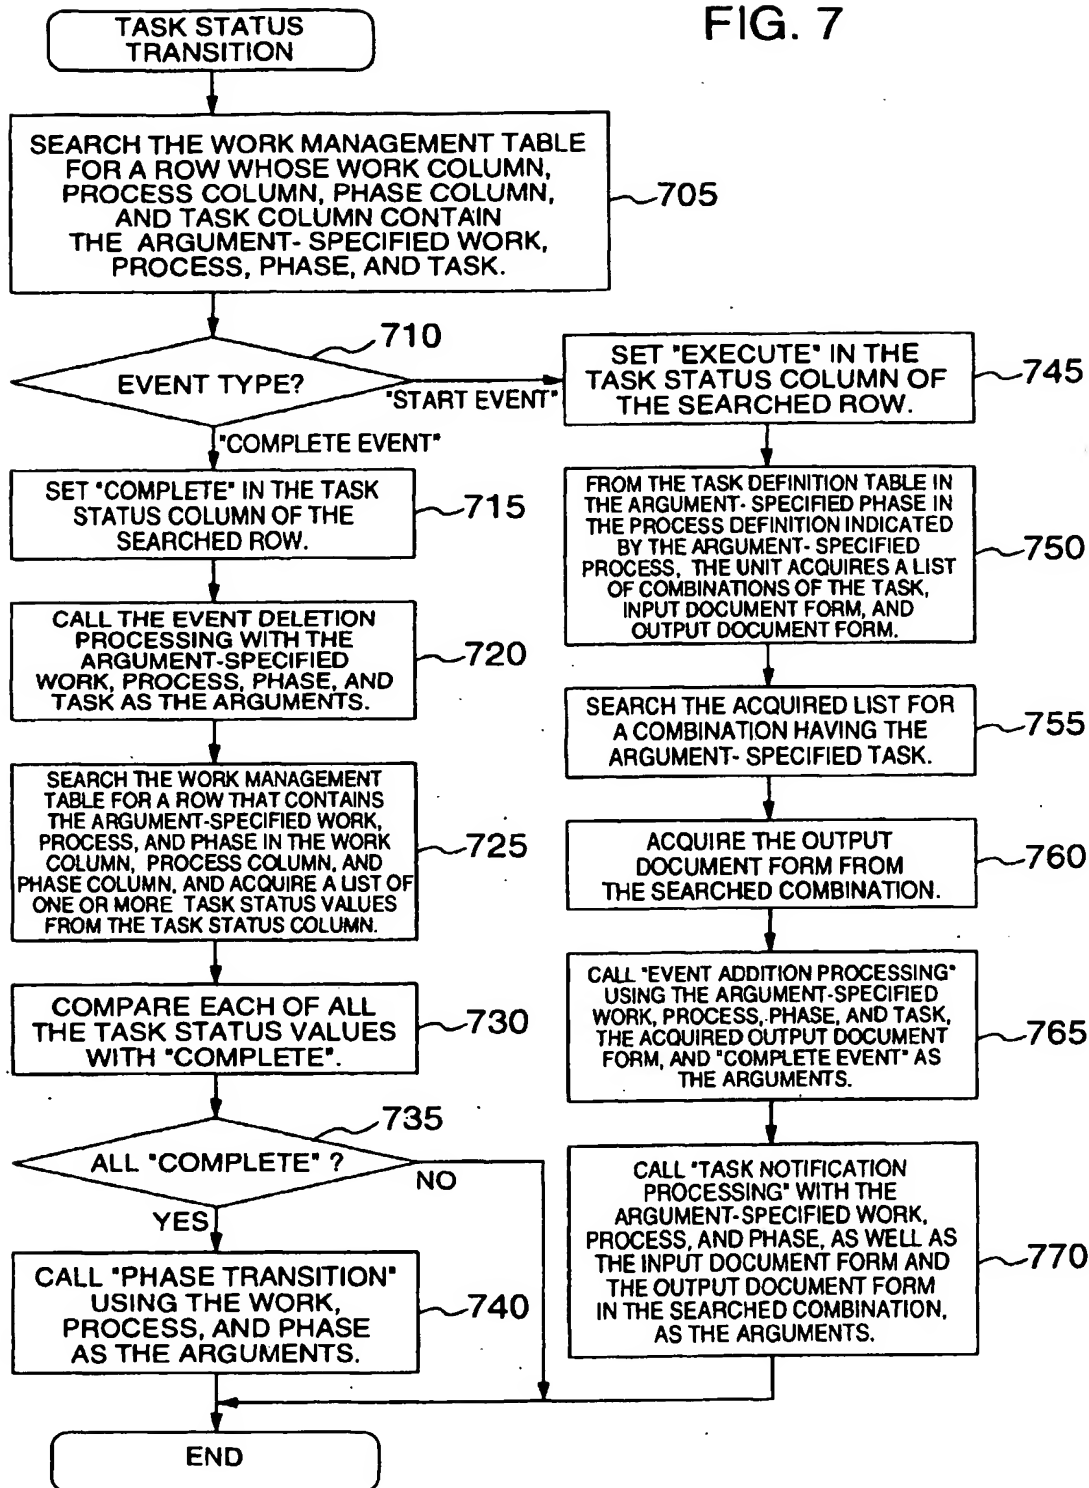 FIG. 7
TASK STATUS
TRANSITION
SEARCH THE WORK MANAGEMENT TABLE
FOR A ROW WHOSE WORK COLUMN,
PROCESS COLUMN, PHASE COLUMN,
AND TASK COLUMN CONTAIN
THE ARGUMENT- SPECIFIED WORK,
PROCESS, PHASE, AND TASK.
705
710
EVENT TYPE?
"START EVENT"
"COMPLETE EVENT"
SET "COMPLETE" IN THE TASK
STATUS COLUMN OF THE
SEARCHED ROW.
715
CALL THE EVENT DELETION
PROCESSING WITH THE
ARGUMENT-SPECIFIED
WORK, PROCESS, PHASE, AND
TASK AS THE ARGUMENTS.
720
SEARCH THE WORK MANAGEMENT
TABLE FOR A ROW THAT CONTAINS
THE ARGUMENT-SPECIFIED WORK,
PROCESS, AND PHASE IN THE WORK
COLUMN, PROCESS COLUMN, AND
PHASE COLUMN, AND ACQUIRE A LIST OF
ONE OR MORE TASK STATUS VALUES
FROM THE TASK STATUS COLUMN.
725
COMPARE EACH OF ALL
THE TASK STATUS VALUES
WITH "COMPLETE".
730
735
ALL "COMPLETE" ?
NO
YES
CALL "PHASE TRANSITION"
USING THE WORK,
PROCESS, AND PHASE
AS THE ARGUMENTS.
740
END
SET "EXECUTE" IN THE
TASK STATUS COLUMN OF
THE SEARCHED ROW.
745
FROM THE TASK DEFINITION TABLE IN
THE ARGUMENT- SPECIFIED PHASE IN
THE PROCESS DEFINITION INDICATED
BY THE ARGUMENT- SPECIFIED
PROCESS, THE UNIT ACQUIRES A LIST
OF COMBINATIONS OF THE TASK,
INPUT DOCUMENT FORM, AND
OUTPUT DOCUMENT FORM.
750
SEARCH THE ACQUIRED LIST FOR
A COMBINATION HAVING THE
ARGUMENT- SPECIFIED TASK.
755
ACQUIRE THE OUTPUT
DOCUMENT FORM FROM
THE SEARCHED COMBINATION.
760
CALL "EVENT ADDITION PROCESSING"
USING THE ARGUMENT-SPECIFIED
WORK, PROCESS, PHASE, AND TASK,
THE ACQUIRED OUTPUT DOCUMENT
FORM, AND "COMPLETE EVENT" AS
THE ARGUMENTS.
765
CALL "TASK NOTIFICATION
PROCESSING" WITH THE
ARGUMENT-SPECIFIED WORK,
PROCESS, AND PHASE, AS WELL AS
THE INPUT DOCUMENT FORM AND
THE OUTPUT DOCUMENT FORM
IN THE SEARCHED COMBINATION,
AS THE ARGUMENTS.
770